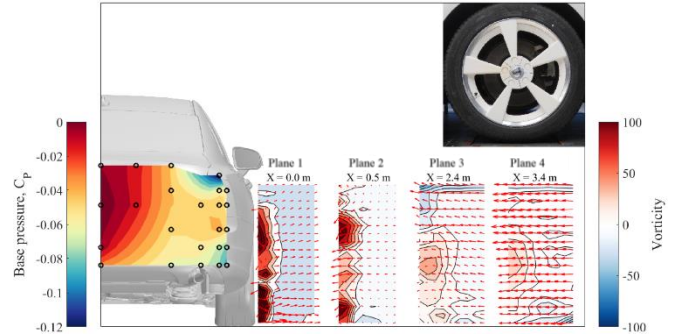 Plane 1
Plane 2
Plane 3
Plane 4
X = 0.0 m
X = 0.5 m
X = 2.4 m
X = 3.4 m
Base pressure, C_P
0
-0.02
-0.04
-0.06
-0.08
-0.1
-0.12
100
50
0
-50
-100
Vorticity